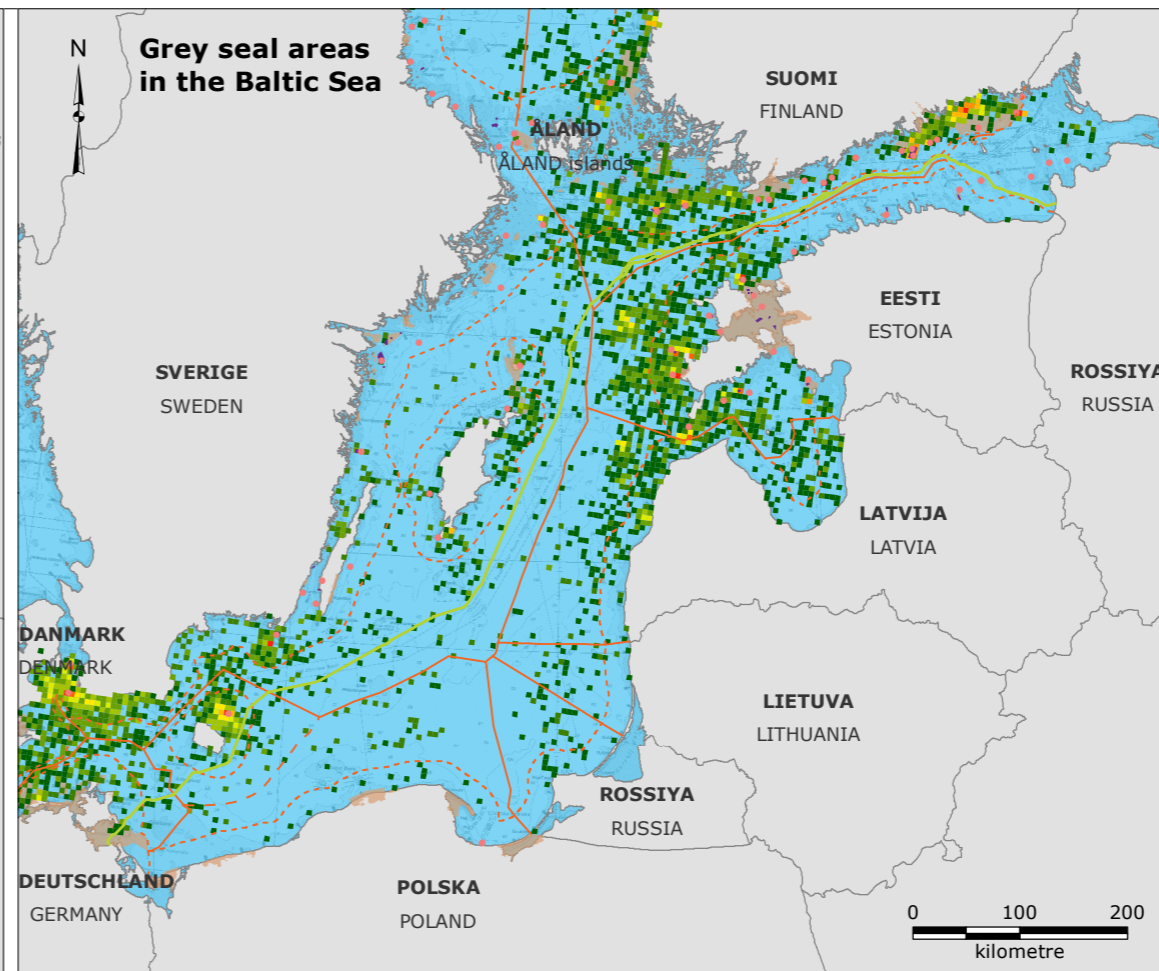 N
Grey seal areas
in the Baltic Sea
SUOMI
FINLAND
ÅLAND
ÅLAND islands
EESTI
ESTONIA
SVERIGE
SWEDEN
ROSSIYA
RUSSIA
LATVIJA
LATVIA
DANMARK
DENMARK
LIETUVA
LITHUANIA
ROSSIYA
RUSSIA
DEUTSCHLAND
GERMANY
POLSKA
POLAND
0 100 200
kilometre